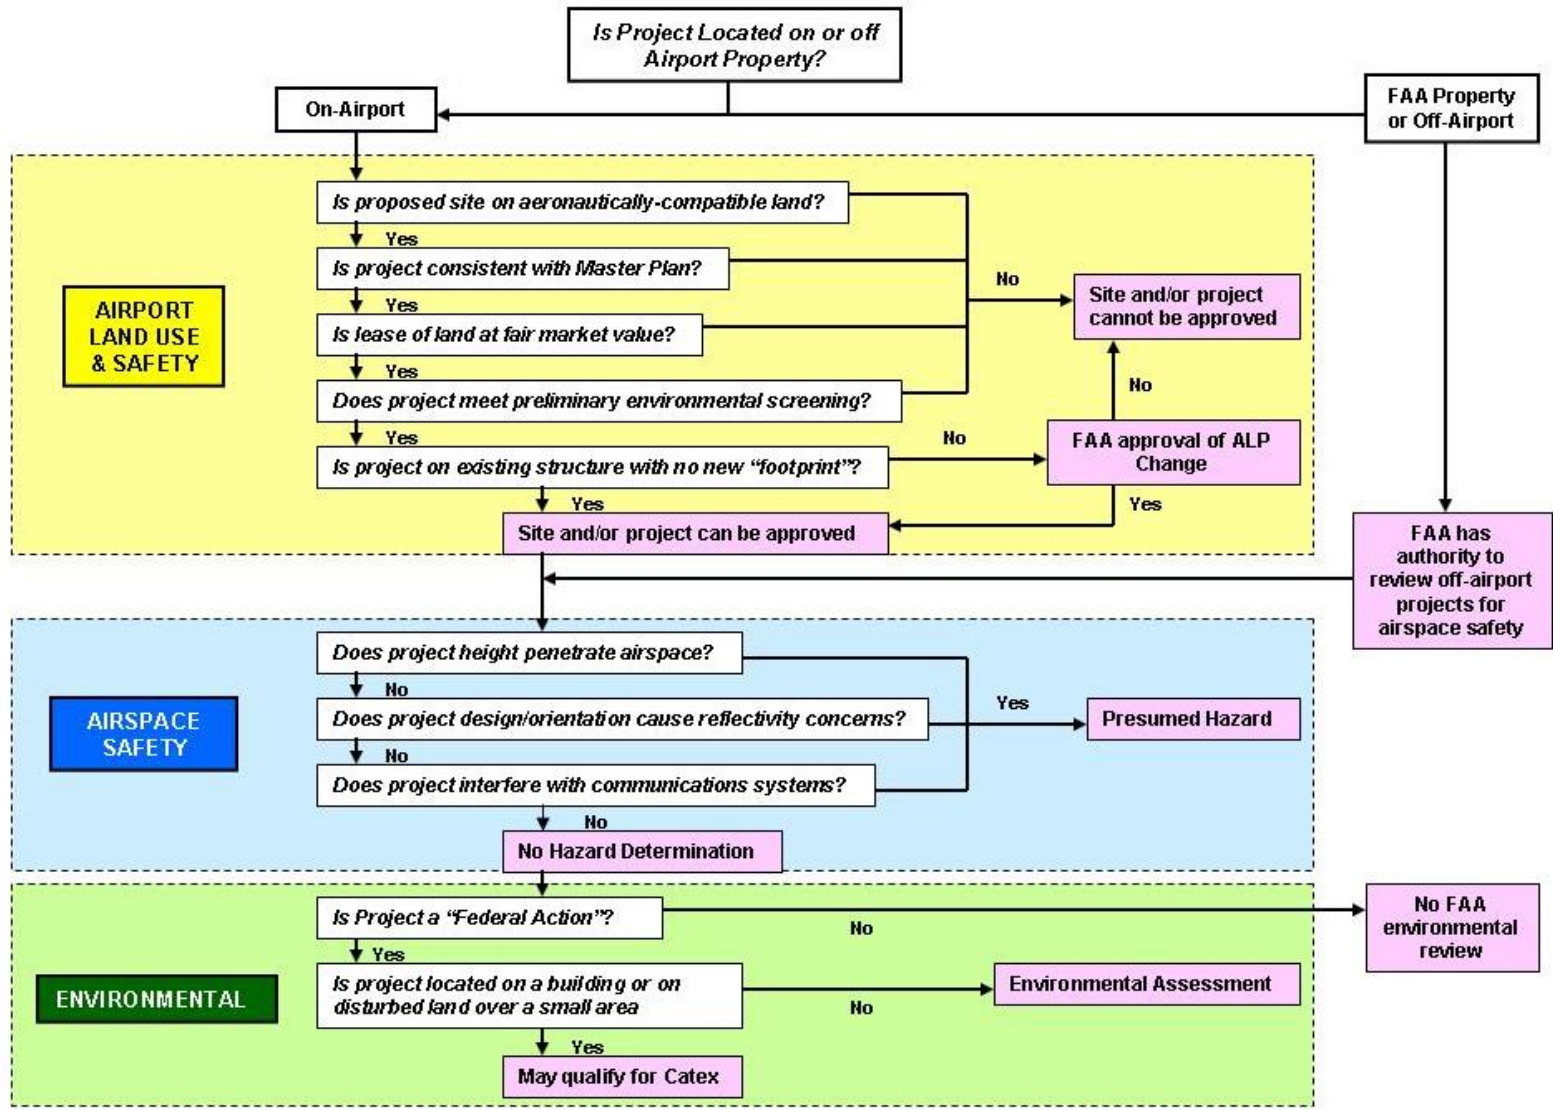 Is Project Located on or off
Airport Property?
On-Airport
FAA Property
or Off-Airport
AIRPORT
LAND USE
& SAFETY
Is proposed site on aeronautically-compatible land?
Yes
Is project consistent with Master Plan?
Yes
Is lease of land at fair market value?
Yes
Does project meet preliminary environmental screening?
Yes
Is project on existing structure with no new “footprint”?
Yes
Site and/or project can be approved
No
Site and/or project
cannot be approved
No
No
FAA approval of ALP
Change
Yes
FAA has
authority to
review off-airport
projects for
airspace safety
AIRSPACE
SAFETY
Does project height penetrate airspace?
No
Does project design/orientation cause reflectivity concerns?
No
Does project interfere with communications systems?
No
No Hazard Determination
Yes
Presumed Hazard
ENVIRONMENTAL
Is Project a “Federal Action”?
No
No FAA
environmental
review
Yes
Is project located on a building or on
disturbed land over a small area
No
Environmental Assessment
Yes
May qualify for Catex